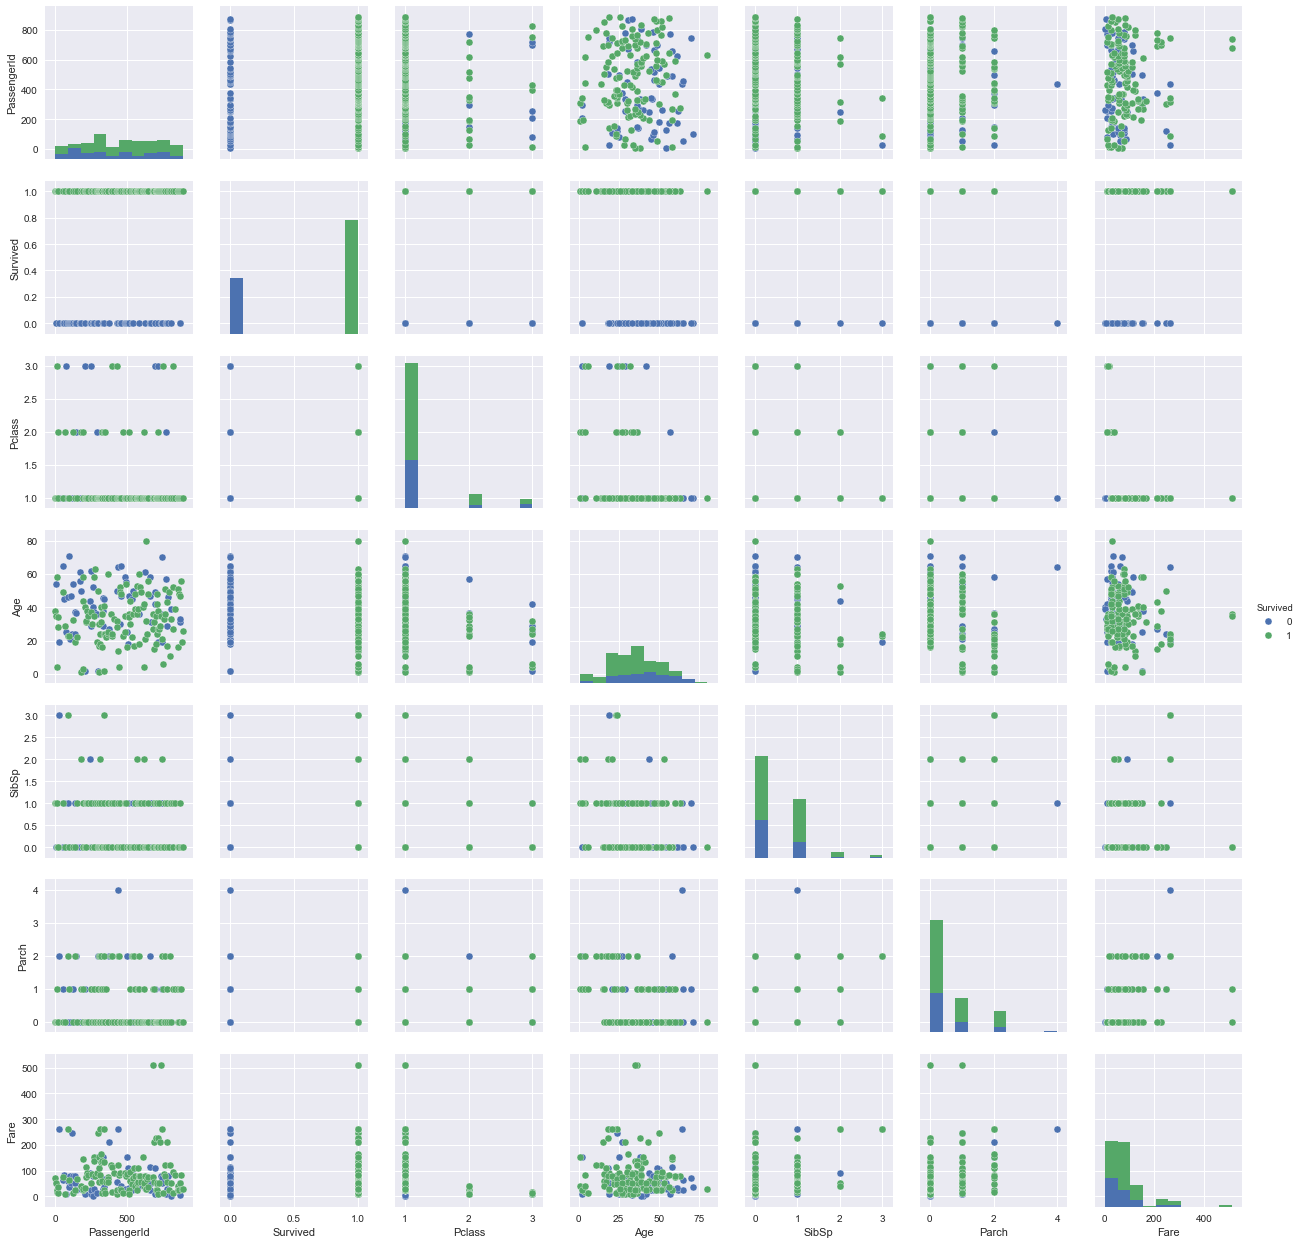 800
600
400
200
0
PassengerId
1.0
0.8
0.6
0.4
0.2
0.0
Survived
3.0
2.5
2.0
1.5
1.0
Pclass
80
60
40
20
0
Age
Survived
0
1
3.0
2.5
2.0
1.5
1.0
0.5
0.0
SibSp
4
3
2
1
0
Parch
500
400
300
200
100
0
Fare
0 500
0.0 0.5 1.0
1 2 3
0 25 50 75
0 1 2 3
0 2 4
0 200 400
PassengerId
Survived
Pclass
Age
SibSp
Parch
Fare